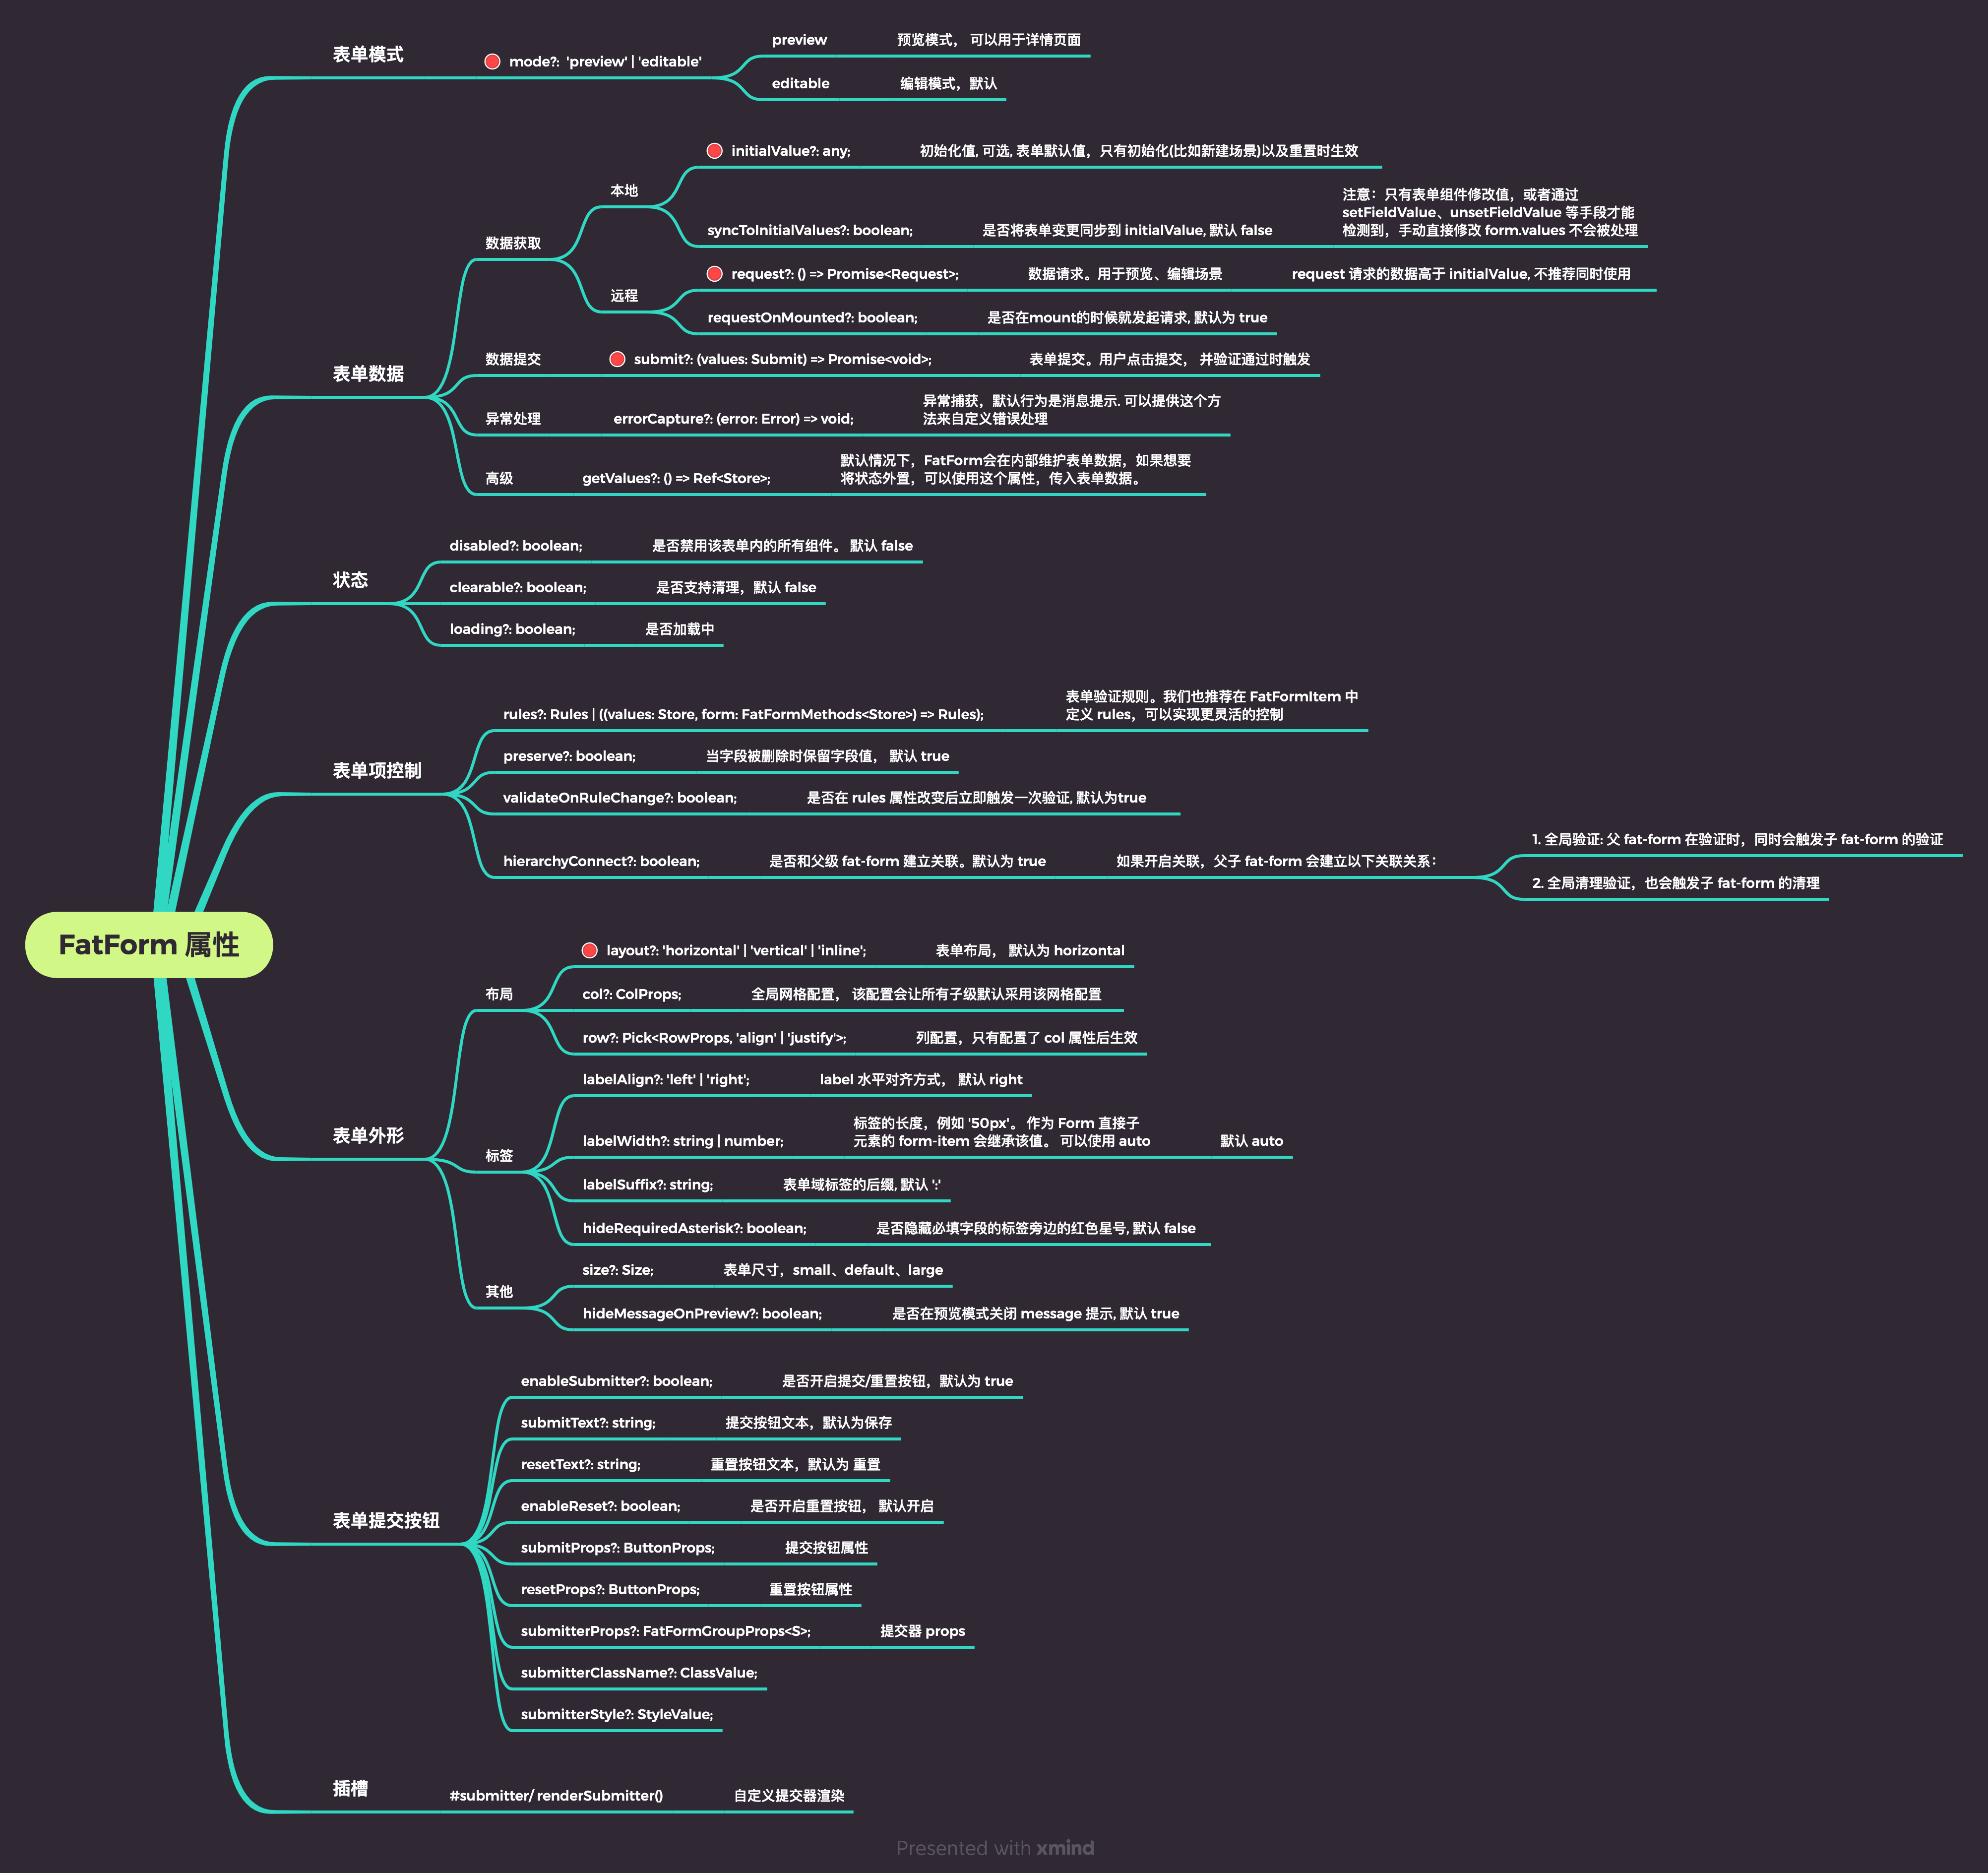 表单模式
mode?: 'preview' | 'editable'
preview
预览模式， 可以用于详情页面
editable
编辑模式，默认
表单数据
数据获取
本地
initialValue?: any;
初始化值, 可选, 表单默认值，只有初始化(比如新建场景)以及重置时生效
syncToInitialValues?: boolean;
是否将表单变更同步到 initialValue, 默认 false
注意：只有表单组件修改值，或者通过
setFieldValue、unsetFieldValue 等手段才能
检测到，手动直接修改 form.values 不会被处理
远程
request?: () => Promise<Request>;
数据请求。用于预览、编辑场景
request 请求的数据高于 initialValue, 不推荐同时使用
requestOnMounted?: boolean;
是否在mount的时候就发起请求, 默认为 true
数据提交
submit?: (values: Submit) => Promise<void>;
表单提交。用户点击提交， 并验证通过时触发
异常处理
errorCapture?: (error: Error) => void;
异常捕获，默认行为是消息提示. 可以提供这个方
法来自定义错误处理
高级
getValues?: () => Ref<Store>;
默认情况下，FatForm会在内部维护表单数据，如果想要
将状态外置，可以使用这个属性，传入表单数据。
状态
disabled?: boolean;
是否禁用该表单内的所有组件。 默认 false
clearable?: boolean;
是否支持清理，默认 false
loading?: boolean;
是否加载中
表单项控制
rules?: Rules | ((values: Store, form: FatFormMethods<Store>) => Rules);
表单验证规则。我们也推荐在 FatFormItem 中
定义 rules，可以实现更灵活的控制
preserve?: boolean;
当字段被删除时保留字段值， 默认 true
validateOnRuleChange?: boolean;
是否在 rules 属性改变后立即触发一次验证, 默认为true
hierarchyConnect?: boolean;
是否和父级 fat-form 建立关联。默认为 true
如果开启关联，父子 fat-form 会建立以下关联关系：
1. 全局验证: 父 fat-form 在验证时，同时会触发子 fat-form 的验证
2. 全局清理验证，也会触发子 fat-form 的清理
FatForm 属性
表单外形
布局
layout?: 'horizontal' | 'vertical' | 'inline';
表单布局， 默认为 horizontal
col?: ColProps;
全局网格配置， 该配置会让所有子级默认采用该网格配置
row?: Pick<RowProps, 'align' | 'justify'>;
列配置，只有配置了 col 属性后生效
标签
labelAlign?: 'left' | 'right';
label 水平对齐方式， 默认 right
labelWidth?: string | number;
标签的长度，例如 '50px'。 作为 Form 直接子
元素的 form-item 会继承该值。 可以使用 auto
默认 auto
labelSuffix?: string;
表单域标签的后缀, 默认 ':'
hideRequiredAsterisk?: boolean;
是否隐藏必填字段的标签旁边的红色星号, 默认 false
其他
size?: Size;
表单尺寸，small、default、large
hideMessageOnPreview?: boolean;
是否在预览模式关闭 message 提示, 默认 true
表单提交按钮
enableSubmitter?: boolean;
是否开启提交/重置按钮，默认为 true
submitText?: string;
提交按钮文本，默认为保存
resetText?: string;
重置按钮文本，默认为 重置
enableReset?: boolean;
是否开启重置按钮， 默认开启
submitProps?: ButtonProps;
提交按钮属性
resetProps?: ButtonProps;
重置按钮属性
submitterProps?: FatFormGroupProps<S>;
提交器 props
submitterClassName?: ClassValue;
submitterStyle?: StyleValue;
插槽
#submitter/ renderSubmitter()
自定义提交器渲染
Presented with xmind